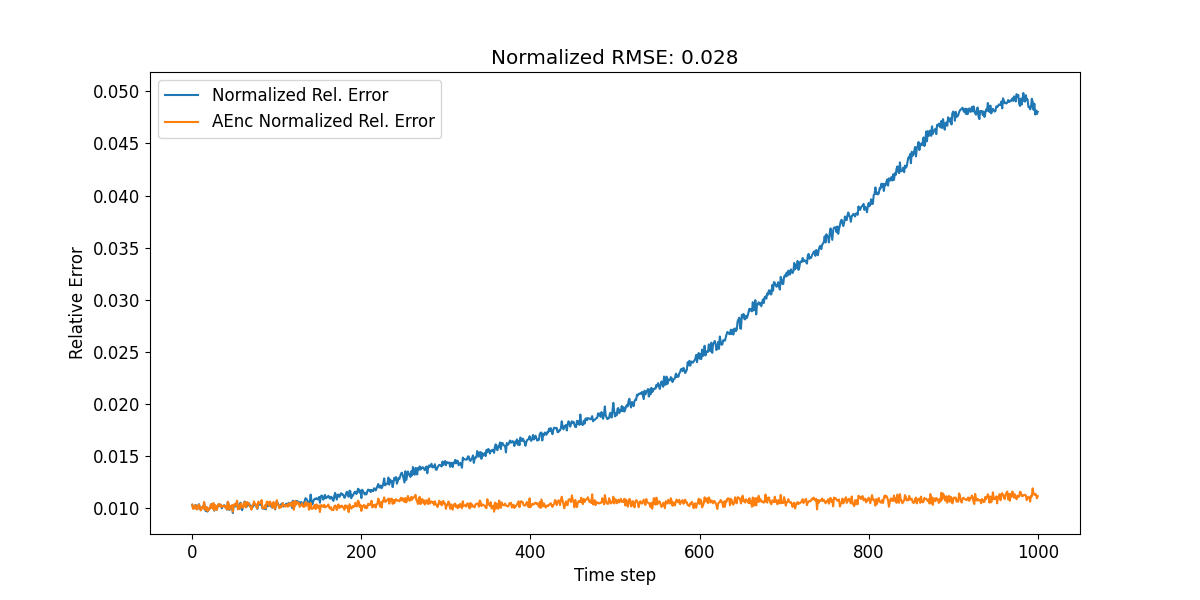 Normalized RMSE: 0.028
Normalized Rel. Error
AEnc Normalized Rel. Error
Relative Error
0.050
0.045
0.040
0.035
0.030
0.025
0.020
0.015
0.010
0 200 400 600 800 1000
Time step